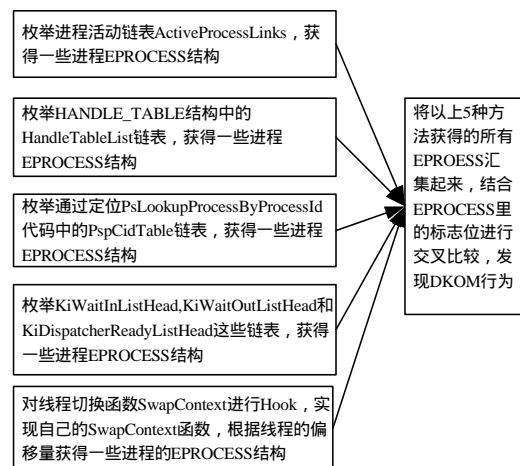 枚举进程活动链表ActiveProcessLinks，获
得一些进程EPROCESS结构
枚举HANDLE_TABLE结构中的
HandleTableList链表，获得一些进程
EPROCESS结构
枚举通过定位PsLookupProcessByProcessId
代码中的PspCidTable链表，获得一些进程
EPROCESS结构
枚举KiWaitInListHead,KiWaitOutListHead和
KiDispatcherReadyListHead这些链表，获得
一些进程EPROCESS结构
对线程切换函数SwapContext进行Hook，实
现自己的SwapContext函数，根据线程的偏
移量获得一些进程的EPROCESS结构
将以上5种方
法获得的所有
EPROESS汇
集起来，结合
EPROCESS里
的标志位进行
交叉比较，发
现DKOM行为